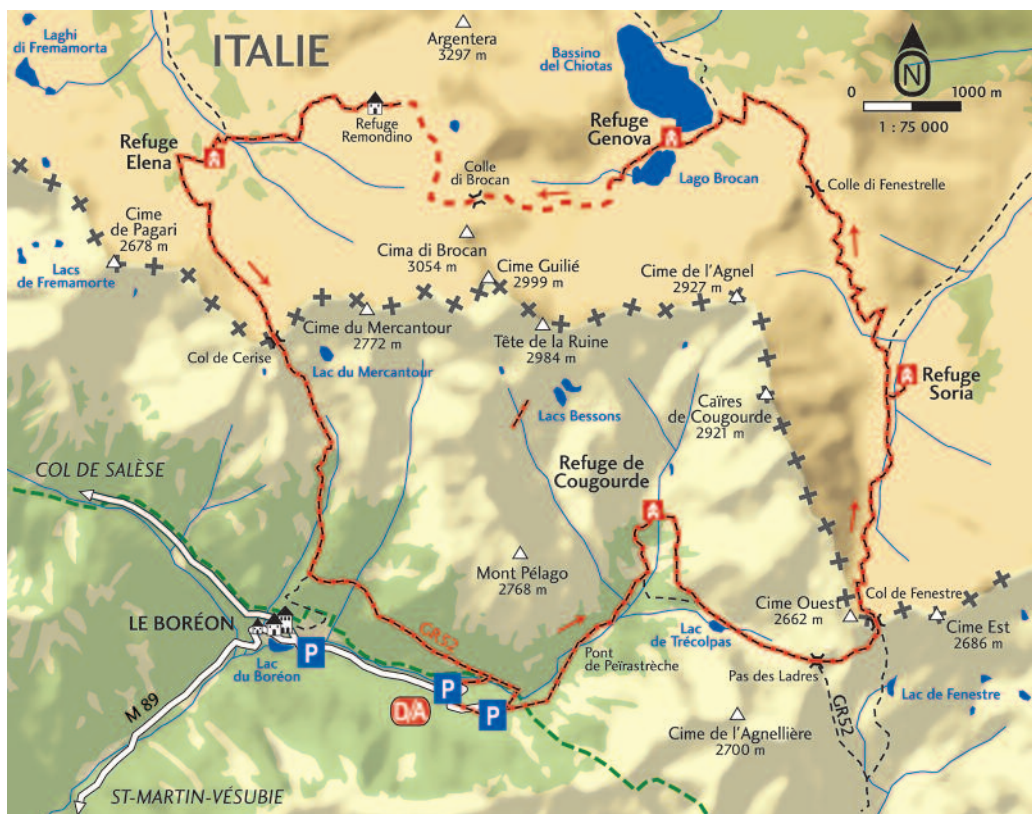 Laghi
di Fremamorta
ITALIE
Argentera
3297 m
Bassino
del Chiotas
N
0
1000 m
1 : 75 000
Refuge
Remondino
Refuge
Genova
Refuge
Elena
Colle
di Brocan
Lago Brocan
Colle di Fenestrelle
Cime
de Pagari
2678 m
Lacs
de Fremamorte
Cima di Brocan
3054 m
Cime Guilié
2999 m
Cime de l'Agnel
2927 m
Cime du Mercantour
2772 m
Tête de la Ruine
2984 m
Col de Cerise
Lac du Mercantour
Lacs Bessons
Caïres
de Cougourde
2921 m
Refuge
Soria
COL DE SALÈSE
Refuge de
Cougourde
Mont Pélago
2768 m
Cime Ouest
2662 m
Col de Fenestre
Cime Est
2686 m
LE BORÉON
P
Lac
du Boréon
GR52
Lac
de Trécolpas
Pont
de Peïrastrèche
Pas des Ladres
Lac de Fenestre
M 89
P
D/A
P
GR52
Cime de l'Agnellière
2700 m
ST-MARTIN-VÉSUBIE